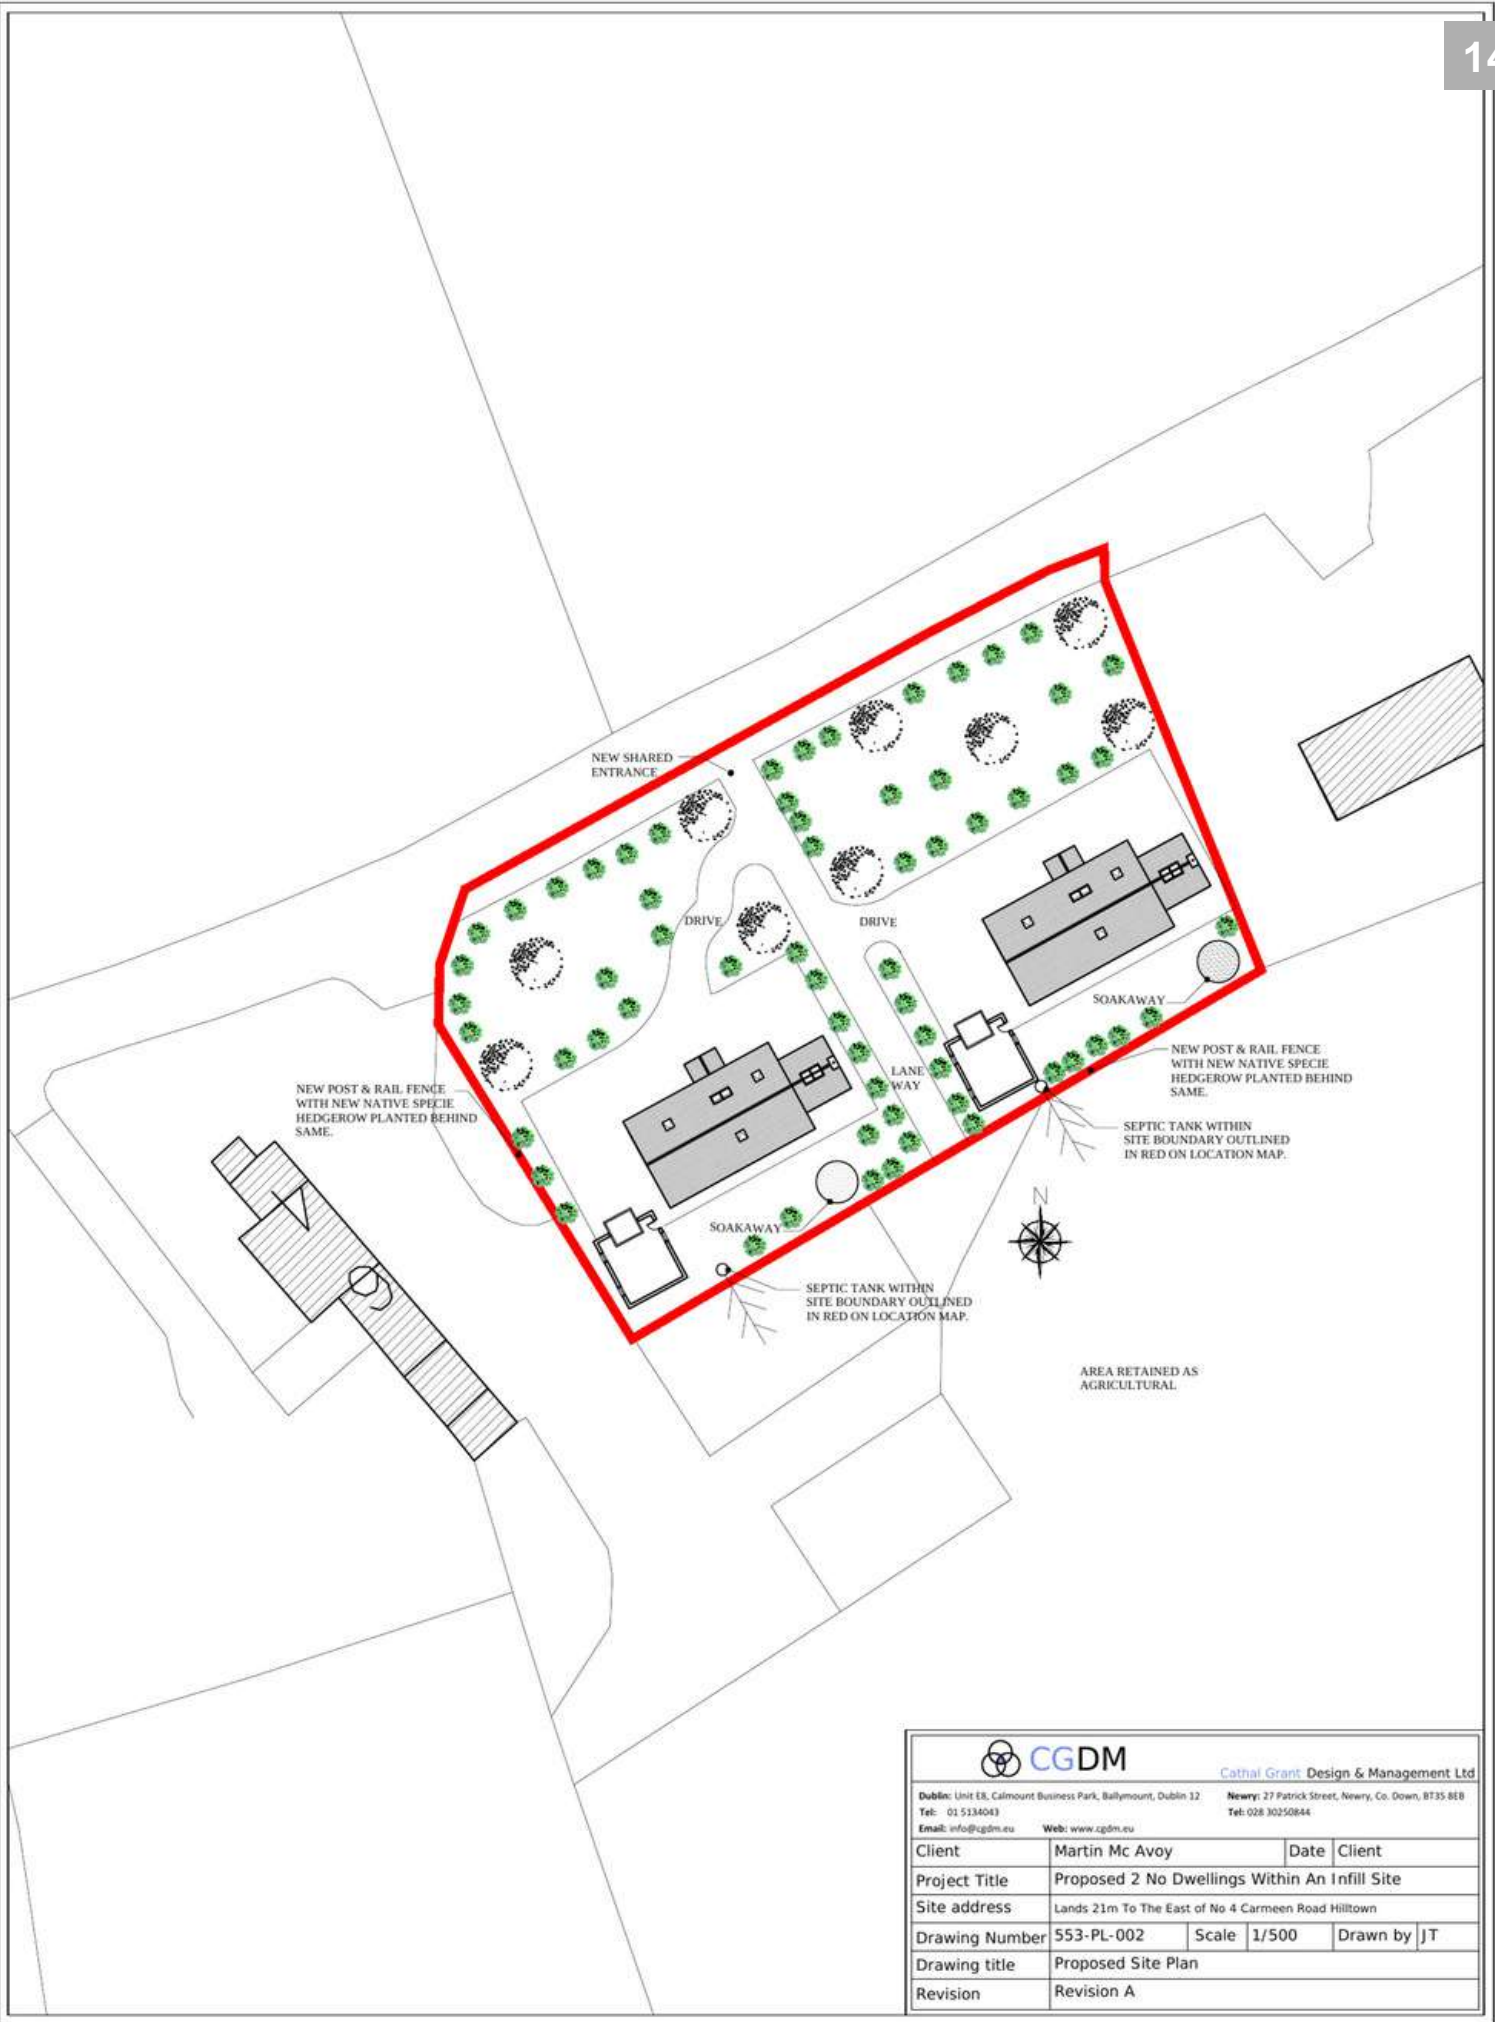 14
NEW SHARED
ENTRANCE
DRIVE
DRIVE
SOAKAWAY
NEW POST & RAIL FENCE
WITH NEW NATIVE SPECIE
HEDGEROW PLANTED BEHIND
SAME.
LANE
WAY
NEW POST & RAIL FENCE
WITH NEW NATIVE SPECIE
HEDGEROW PLANTED BEHIND
SAME.
SEPTIC TANK WITHIN
SITE BOUNDARY OUTLINED
IN RED ON LOCATION MAP.
N
SOAKAWAY
SEPTIC TANK WITHIN
SITE BOUNDARY OUTLINED
IN RED ON LOCATION MAP.
AREA RETAINED AS
AGRICULTURAL
CGDM
Cathal Grant Design & Management Ltd
Dublin: Unit E8, Calmount Business Park, Ballymount, Dublin 12 Newry: 27 Patrick Street, Newry, Co. Down, BT35 8EB
Tel: 01 5134043 Tel: 028 30250844
Email: info@cgdm.eu Web: www.cgdm.eu
Client Martin Mc Avoy Date Client
Project Title Proposed 2 No Dwellings Within An Infill Site
Site address Lands 21m To The East of No 4 Carmeen Road Hilltown
Drawing Number 553-PL-002 Scale 1/500 Drawn by JT
Drawing title Proposed Site Plan
Revision Revision A